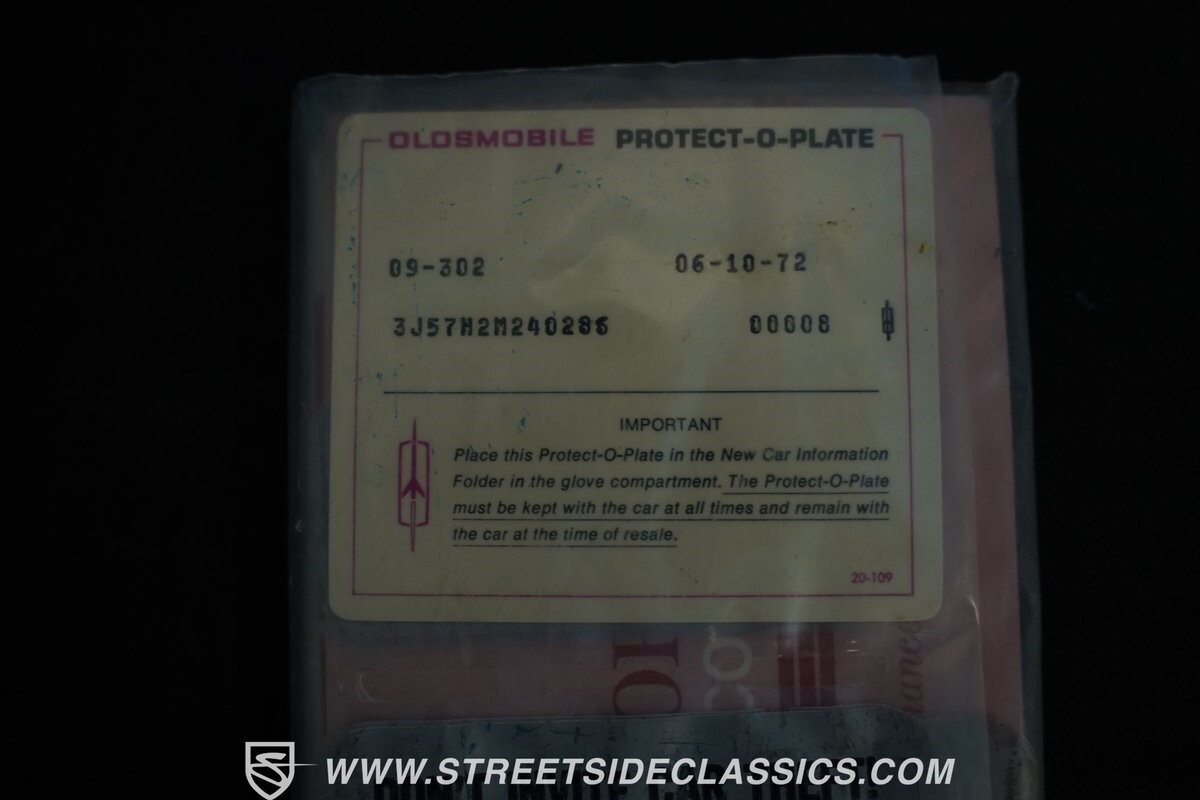 OLDSMOBILE PROTECT-O-PLATE
09-302 06-10-72
3J57H2M240286 00008
IMPORTANT
Place this Protect-O-Plate in the New Car Information
Folder in the glove compartment. The Protect-O-Plate
must be kept with the car at all times and remain with
the car at the time of resale.
20-109
WWW.STREETSIDECLASSICS.COM